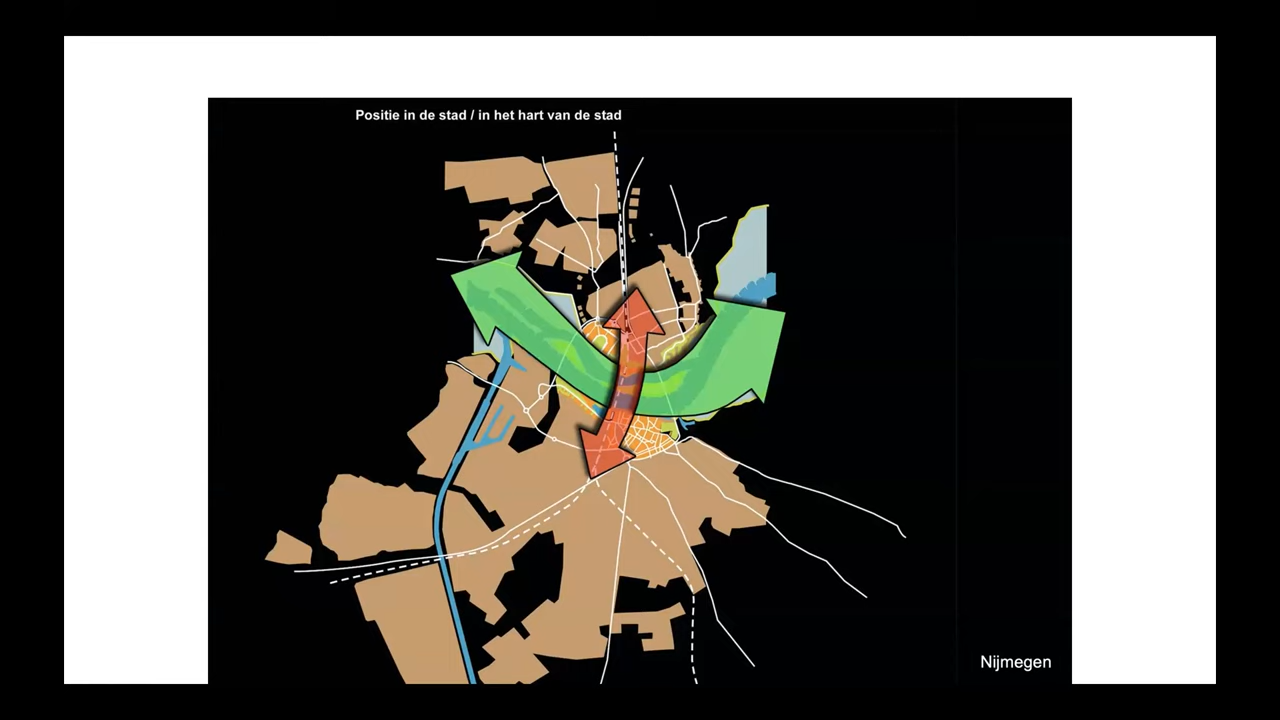 Positie in de stad / in het hart van de stad
Nijmegen